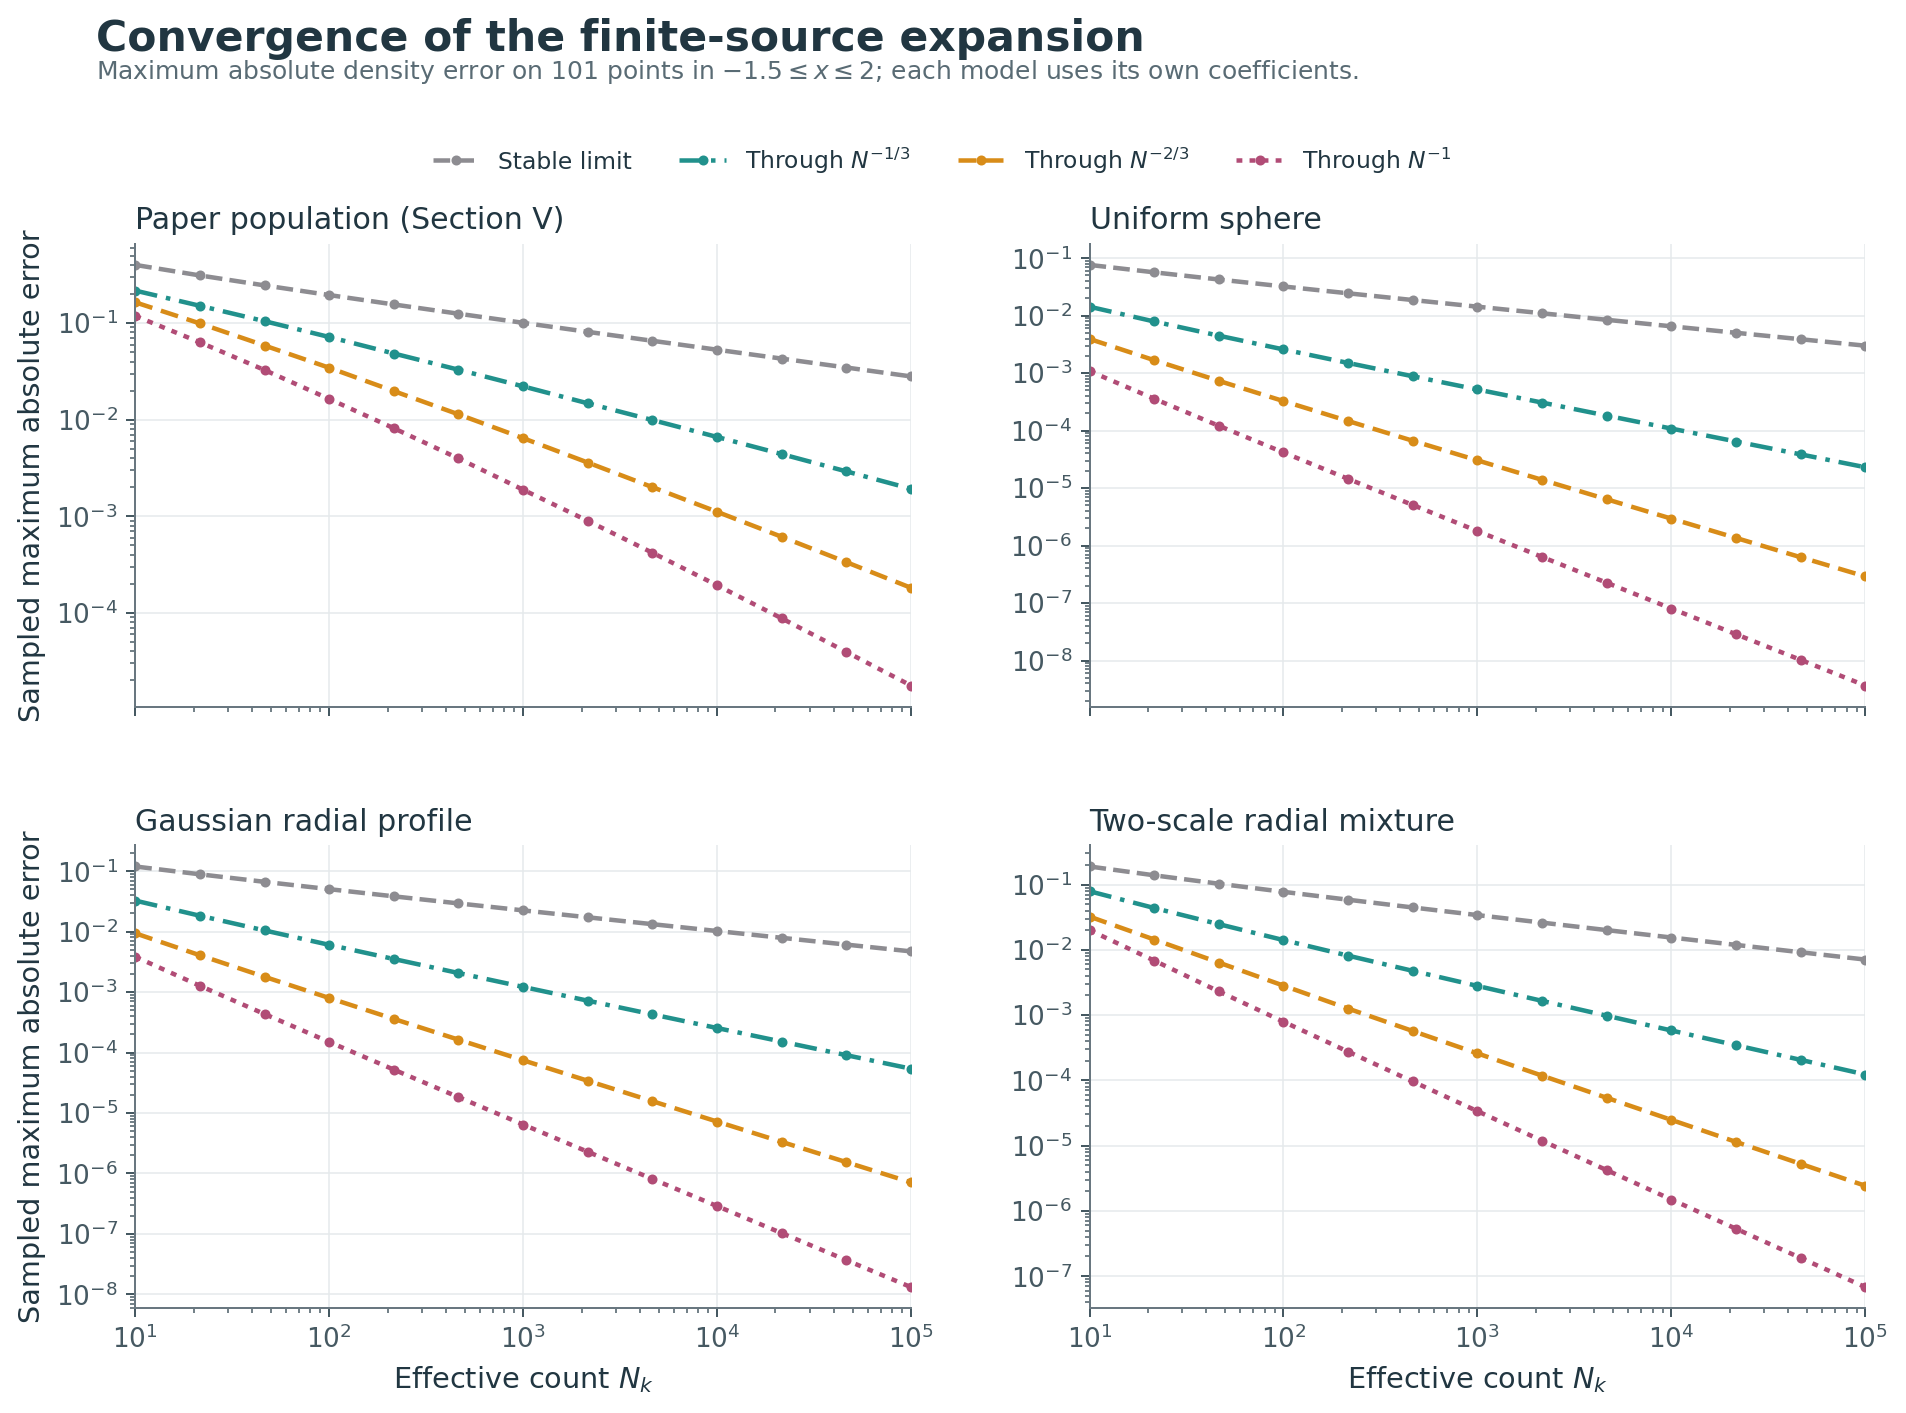 Convergence of the finite-source expansion
Maximum absolute density error on 101 points in −1.5 ≤ x ≤ 2; each model uses its own coefficients.
Stable limit
Through N^{−1/3}
Through N^{−2/3}
Through N^{−1}
Paper population (Section V)
Sampled maximum absolute error
10^{−1}
10^{−2}
10^{−3}
10^{−4}
Uniform sphere
10^{−1}
10^{−2}
10^{−3}
10^{−4}
10^{−5}
10^{−6}
10^{−7}
10^{−8}
Gaussian radial profile
Sampled maximum absolute error
10^{−1}
10^{−2}
10^{−3}
10^{−4}
10^{−5}
10^{−6}
10^{−7}
10^{−8}
10^1 10^2 10^3 10^4 10^5
Effective count N_k
Two-scale radial mixture
10^{−1}
10^{−2}
10^{−3}
10^{−4}
10^{−5}
10^{−6}
10^{−7}
10^1 10^2 10^3 10^4 10^5
Effective count N_k